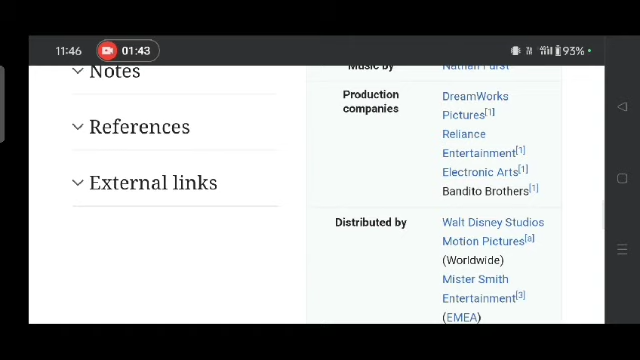 11:46
01:43
93%
Notes
References
External links
Music by
Nathan Furst
Production
companies
DreamWorks
Pictures[1]
Reliance
Entertainment[1]
Electronic Arts[1]
Bandito Brothers[1]
Distributed by
Walt Disney Studios
Motion Pictures[a]
(Worldwide)
Mister Smith
Entertainment[3]
(EMEA)